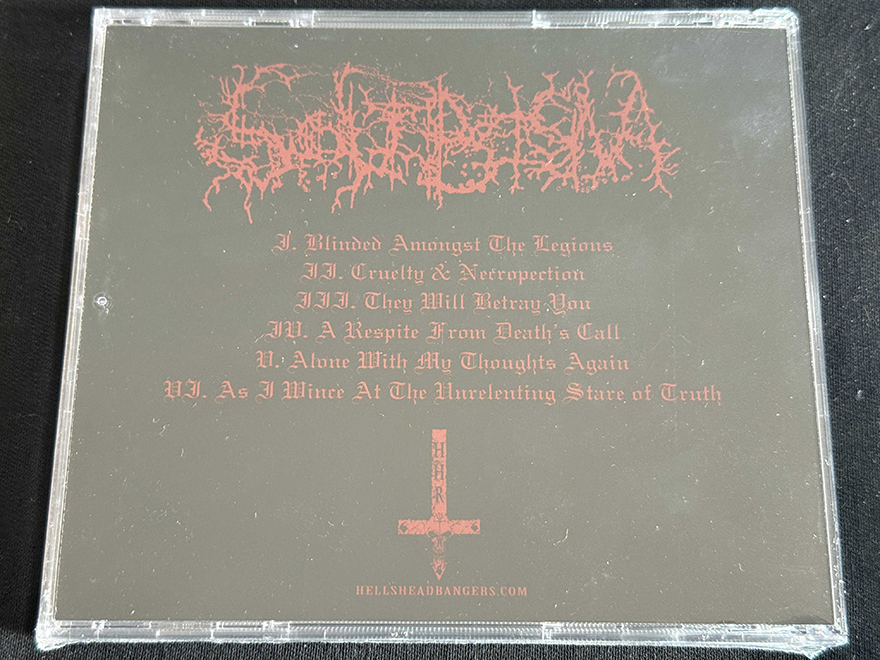 I. Blinded Amongst The Legions
II. Cruelty & Necropection
III. They Will Betray You
IV. A Respite From Death's Call
V. Alone With My Thoughts Again
VI. As I Wince At The Unrelenting Stare of Truth
HHR
HELLSHEADBANGERS.COM